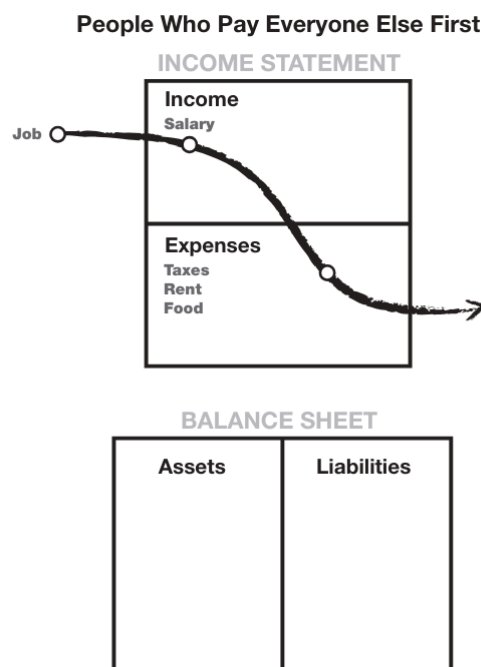 People Who Pay Everyone Else First
INCOME STATEMENT
Income
Salary
Job
Expenses
Taxes
Rent
Food
BALANCE SHEET
Assets
Liabilities